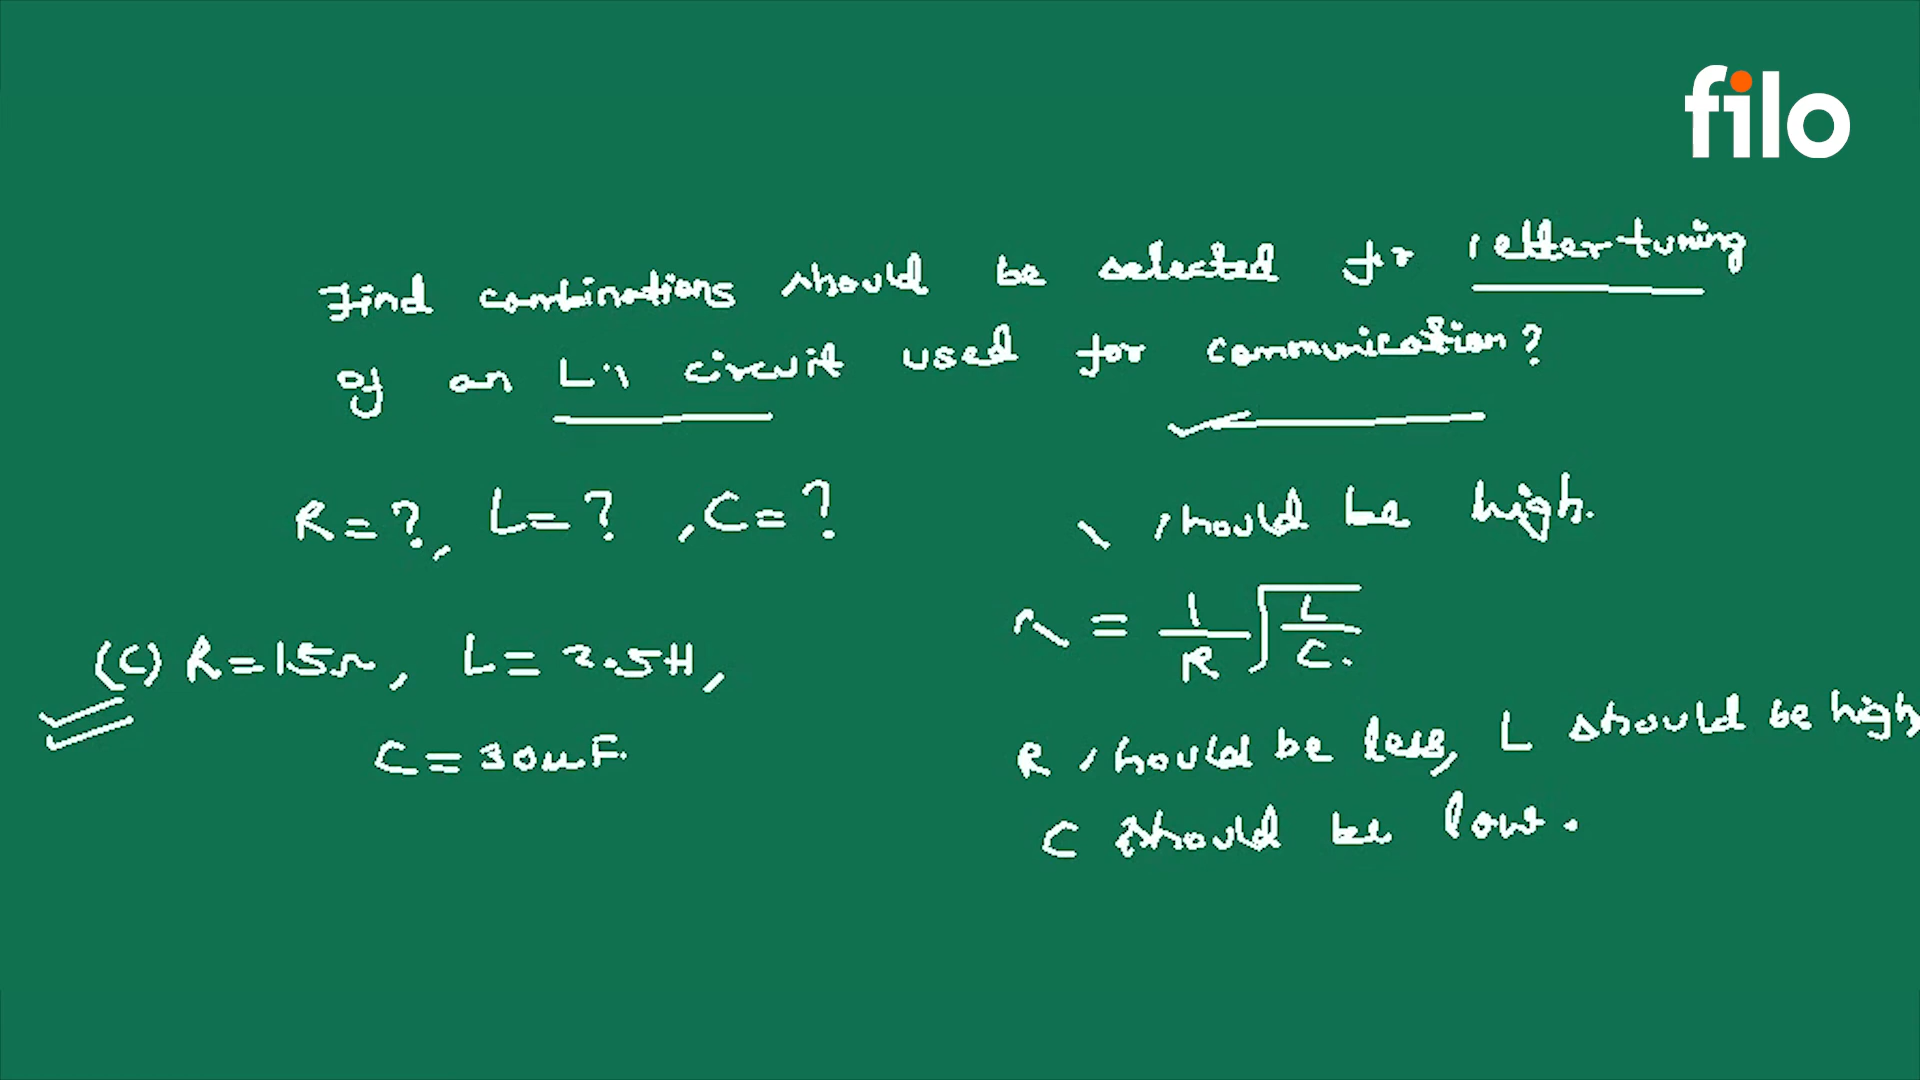 filo
Find combinations should be selected for better tuning
of an circuit used for communication?
R=?, L=?, C=?
should be high.
= 1/R √L/C.
(C) R=15Ω, L=3.5H,
C=30μF.
R should be less, L should be high,
C should be low.